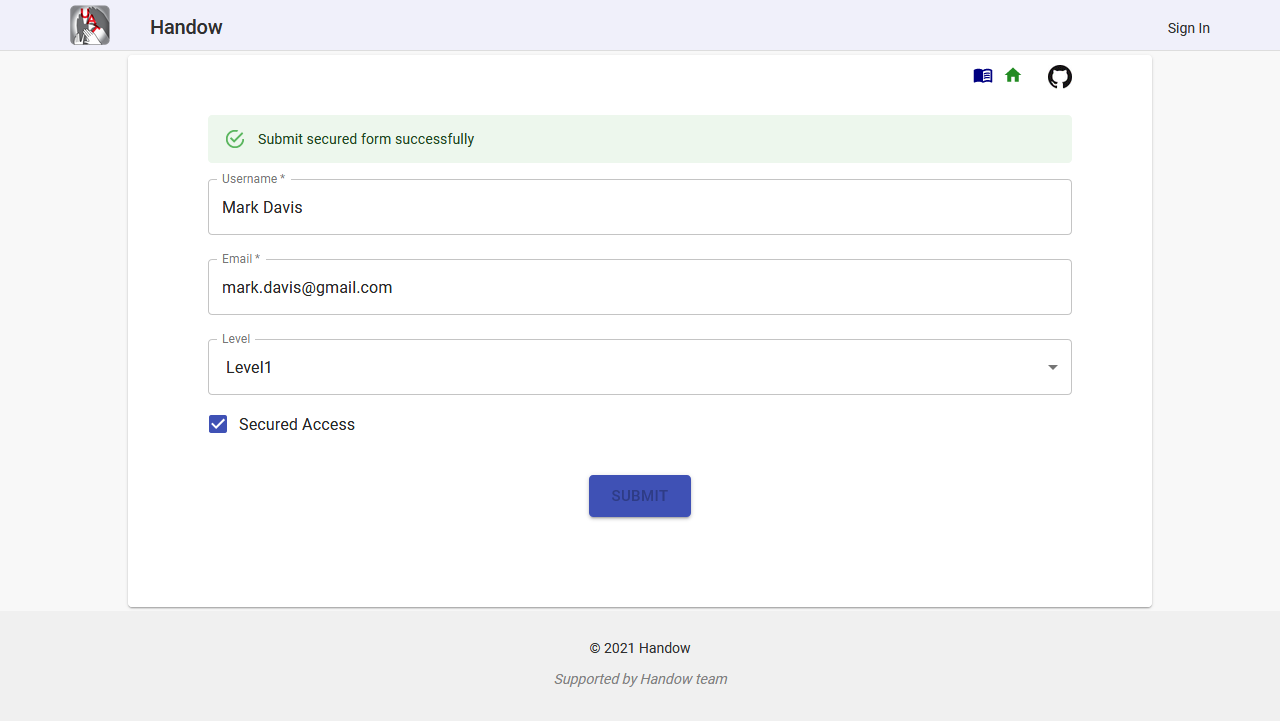 UA
Handow
Sign In
Submit secured form successfully
Username *
Mark Davis
Email *
mark.davis@gmail.com
Level
Level1
Secured Access
SUBMIT
© 2021 Handow
Supported by Handow team